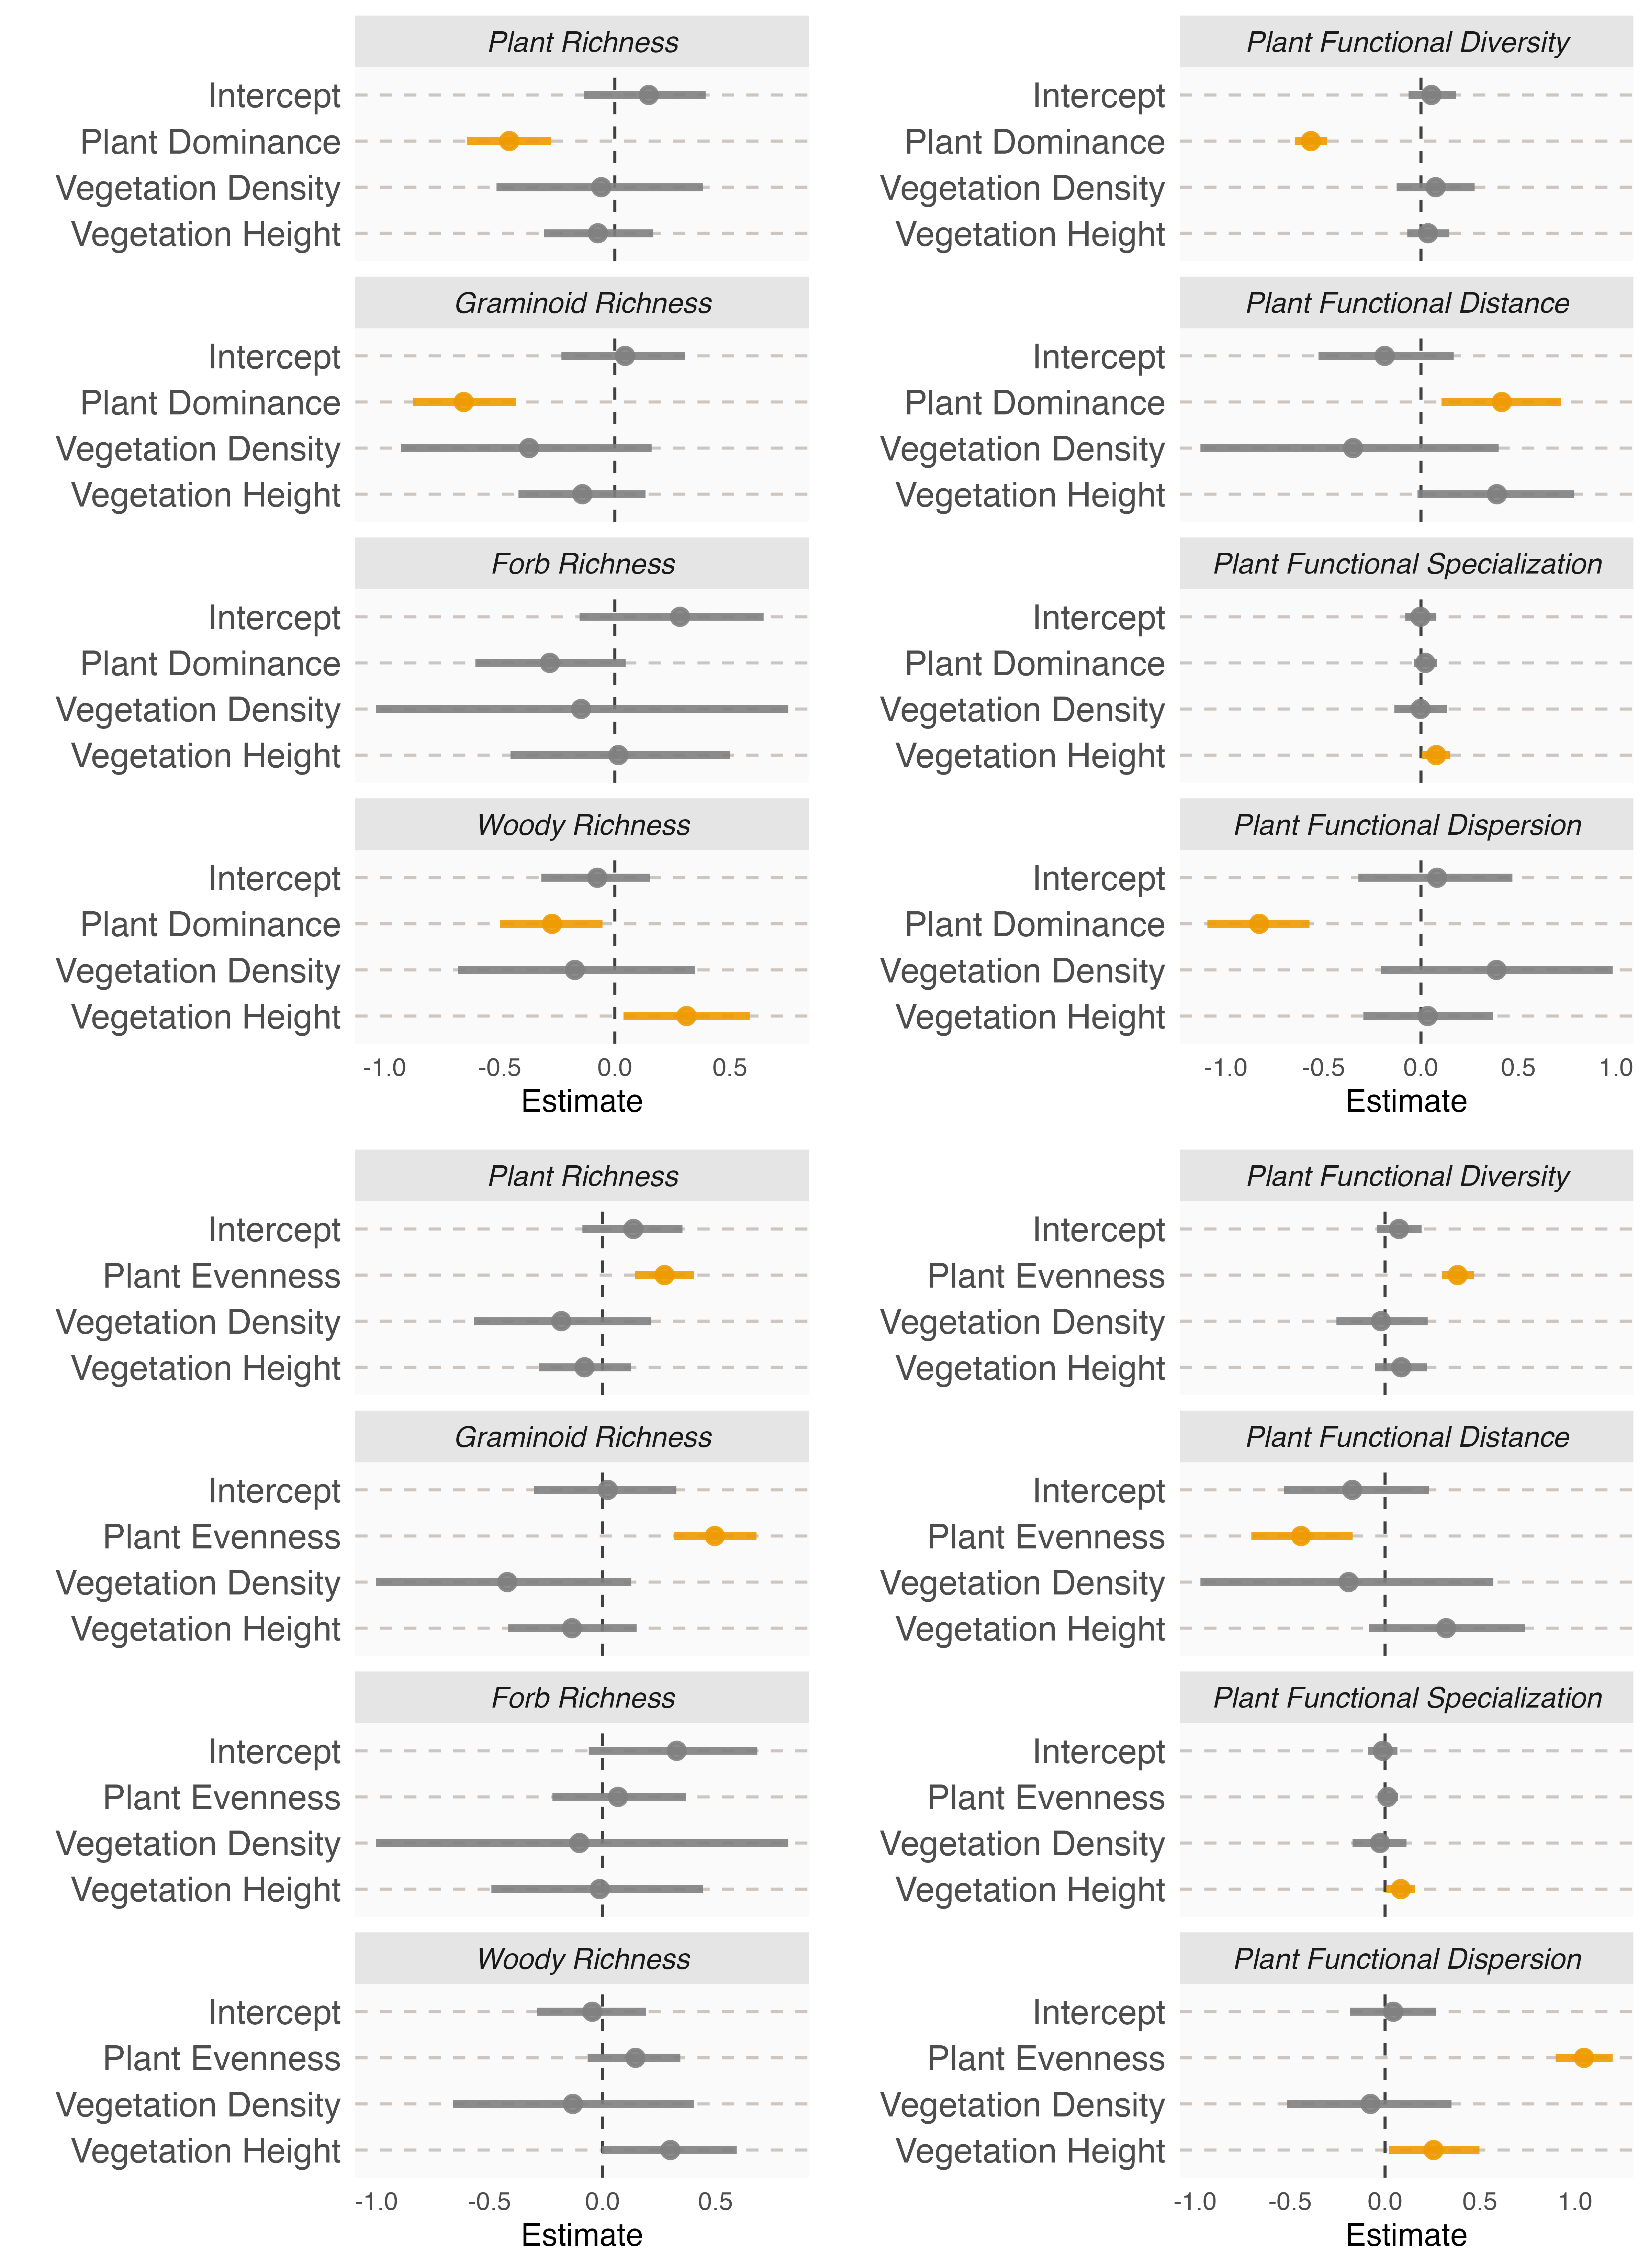 Plant Richness
Intercept
Plant Dominance
Vegetation Density
Vegetation Height
Graminoid Richness
Intercept
Plant Dominance
Vegetation Density
Vegetation Height
Forb Richness
Intercept
Plant Dominance
Vegetation Density
Vegetation Height
Woody Richness
Intercept
Plant Dominance
Vegetation Density
Vegetation Height
-1.0 -0.5 0.0 0.5
Estimate
Plant Functional Diversity
Intercept
Plant Dominance
Vegetation Density
Vegetation Height
Plant Functional Distance
Intercept
Plant Dominance
Vegetation Density
Vegetation Height
Plant Functional Specialization
Intercept
Plant Dominance
Vegetation Density
Vegetation Height
Plant Functional Dispersion
Intercept
Plant Dominance
Vegetation Density
Vegetation Height
-1.0 -0.5 0.0 0.5 1.0
Estimate
Plant Richness
Intercept
Plant Evenness
Vegetation Density
Vegetation Height
Graminoid Richness
Intercept
Plant Evenness
Vegetation Density
Vegetation Height
Forb Richness
Intercept
Plant Evenness
Vegetation Density
Vegetation Height
Woody Richness
Intercept
Plant Evenness
Vegetation Density
Vegetation Height
-1.0 -0.5 0.0 0.5
Estimate
Plant Functional Diversity
Intercept
Plant Evenness
Vegetation Density
Vegetation Height
Plant Functional Distance
Intercept
Plant Evenness
Vegetation Density
Vegetation Height
Plant Functional Specialization
Intercept
Plant Evenness
Vegetation Density
Vegetation Height
Plant Functional Dispersion
Intercept
Plant Evenness
Vegetation Density
Vegetation Height
-1.0 -0.5 0.0 0.5 1.0
Estimate